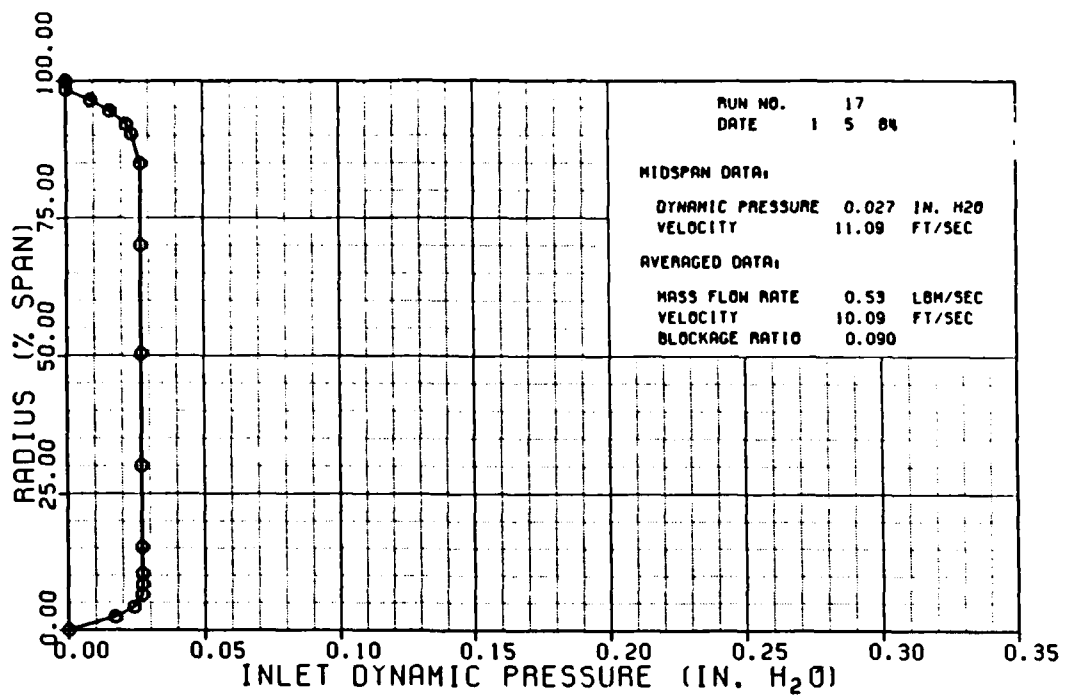 RUN NO. 17
DATE 1 5 84
MIDSPAN DATA:
DYNAMIC PRESSURE 0.027 IN. H2O
VELOCITY 11.09 FT/SEC
AVERAGED DATA:
MASS FLOW RATE 0.53 LBM/SEC
VELOCITY 10.09 FT/SEC
BLOCKAGE RATIO 0.090
RADIUS (% SPAN)
100.00
75.00
50.00
25.00
0.00
0.00 0.05 0.10 0.15 0.20 0.25 0.30 0.35
INLET DYNAMIC PRESSURE (IN. H₂O)